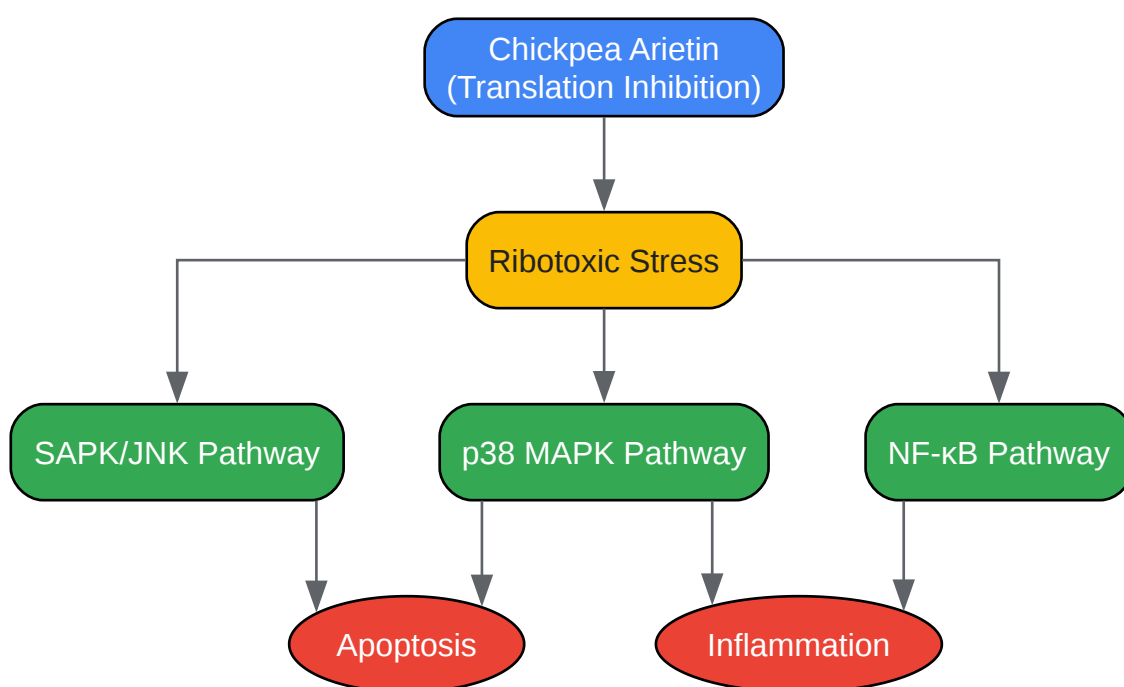 Chickpea Arietin
(Translation Inhibition)
Ribotoxic Stress
SAPK/JNK Pathway
p38 MAPK Pathway
NF-κB Pathway
Apoptosis
Inflammation